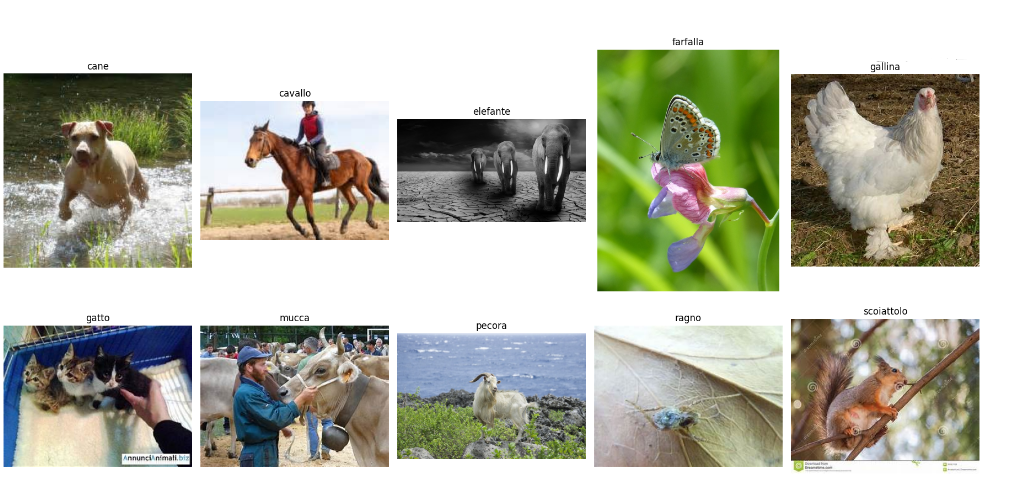 cane
cavallo
elefante
farfalla
gallina
gatto
mucca
pecora
ragno
scoiattolo
AnnunciAnimali.biz